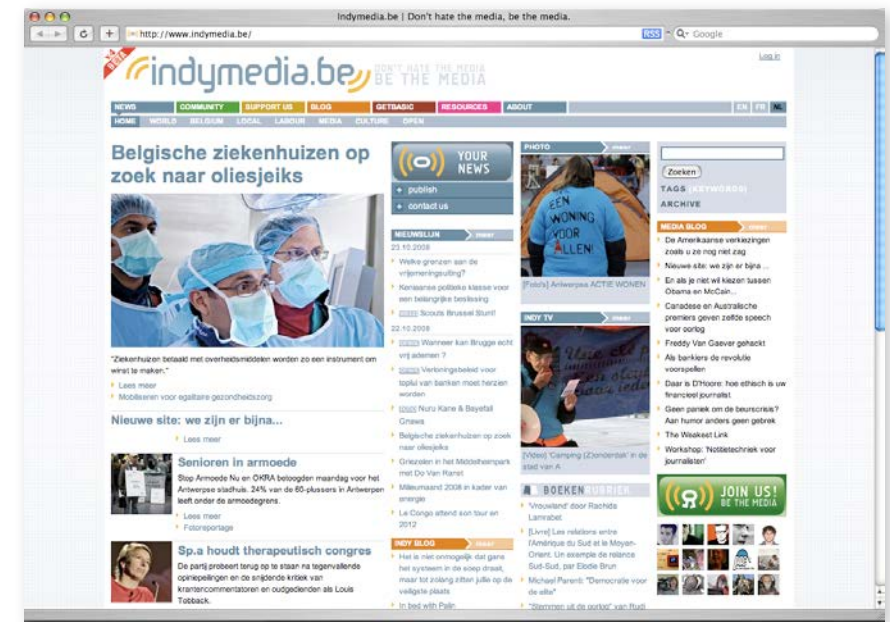 Indymedia.be | Don't hate the media, be the media.
http://www.indymedia.be/
RSS
Google
Log in
indymedia.be
DON'T HATE THE MEDIA
BE THE MEDIA
NEWS COMMUNITY SUPPORT US BLOG GETBASIC RESOURCES ABOUT EN FR NL
HOME WORLD BELGIUM LOCAL LABOUR MEDIA CULTURE OPEN
Belgische ziekenhuizen op
zoek naar oliesjeiks
"Ziekenhuizen betaald met overheidsmiddelen worden zo een instrument om
winst te maken."
Lees meer
Mobiliseren voor egalitaire gezondheidszorg
Nieuwe site: we zijn er bijna...
Lees meer
Senioren in armoede
Stop Armoede Nu en OKRA betoogden maandag voor het
Antwerpse stadhuis. 24% van de 60-plussers in Antwerpen
leeft onder de armoedegrens.
Lees meer
Fotoreportage
Sp.a houdt therapeutisch congres
De partij probeert terug op te staan na tegenvallende
opiniepeilingen en de snijdende kritiek van
krantencommentatoren en oudgedienden als Louis
Tobback.
YOUR
NEWS
+ publish
+ contact us
NIEUWSLIJN meer
23.10.2008
Welke grenzen aan de
vrijemeningsuiting?
Keniaanse politieke klasse voor
een belangrijke beslissing
Scouts Brussel Stunt!
22.10.2008
Wanneer kan Brugge echt
vrij ademen ?
Verloningsbeleid voor
toplui van banken moet herzien
worden
Nuru Kane & Bayefall
Gnawa
Belgische ziekenhuizen op zoek
naar oliesjeiks
Griezelen in het Middelheimpark
met Do Van Ranst
Milieumaand 2008 in kader van
energie
Le Congo attend son tour en
2012
INDY BLOG meer
Het is niet onmogelijk dat gans
het systeem in de soep draait,
maar tot zolang zitten jullie op de
veiligste plaats
In bed with Palin
PHOTO meer
EEN
WONING
VOOR
ALLEN!
[Foto's] Antwerpse ACTIE WONEN
INDY TV meer
[Video] 'Camping (Z)onderdak' in de
stad van A
BOEKENRUBRIEK
'Vrouwland' door Rachida
Lamrabet
[Livre] Les relations entre
l'Amérique du Sud et le Moyen-
Orient. Un exemple de relance
Sud-Sud, par Elodie Brun
Michael Parenti: "Democratie voor
de elite"
"Stemmen uit de oorlog" van Rudi
Zoeken
TAGS (KEYWORDS)
ARCHIVE
MEDIA BLOG meer
De Amerikaanse verkiezingen
zoals u ze nog niet zag
Nieuwe site: we zijn er bijna ...
En als je niet wil kiezen tussen
Obama en McCain...
Canadese en Australische
premiers geven zelfde speech
voor oorlog
Freddy Van Gaever gehackt
Als bankiers de revolutie
voorspellen
Daar is D'Hoore: hoe ethisch is uw
financieel journalist
Geen paniek om de beurscrisis?
Aan humor anders geen gebrek
The Weakest Link
Workshop: 'Notitietechniek voor
journalisten'
JOIN US!
BE THE MEDIA